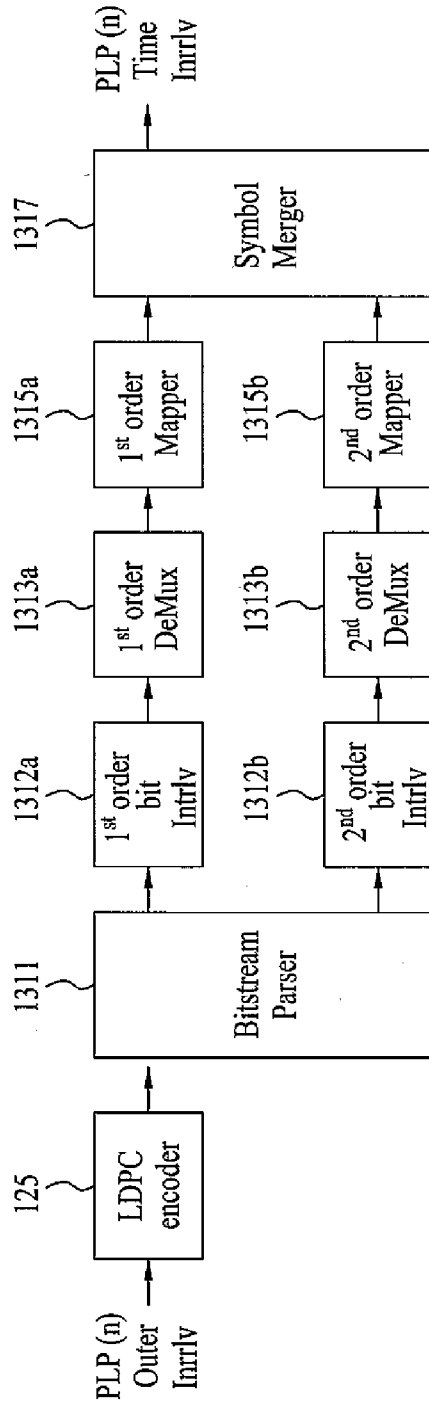 PLP (n)
Outer
Inrrlv
125
LDPC
encoder
1311
Bitstream
Parser
1312a
1st order
bit
Intrlv
1313a
1st order
DeMux
1315a
1st order
Mapper
1312b
2nd order
bit
Intrlv
1313b
2nd order
DeMux
1315b
2nd order
Mapper
1317
Symbol
Merger
PLP (n)
Time
Inrrlv